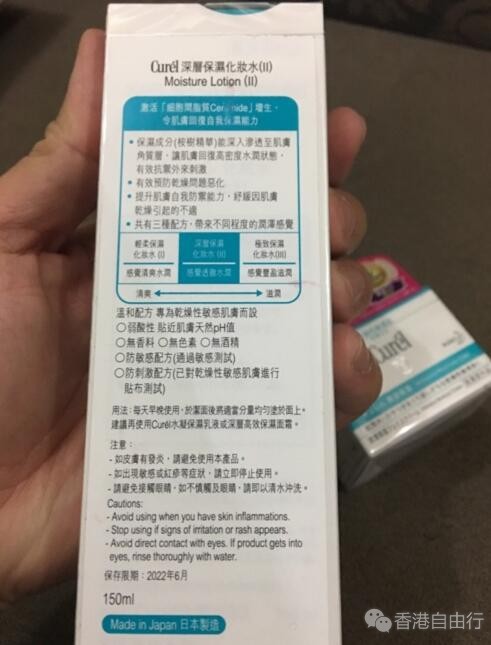 Curél 深層保濕化妝水(II)
Moisture Lotion (II)
激活「細胞間脂質Ceramide」增生,
令肌膚回復自我保濕能力
• 保濕成分(桉樹精華)能深入滲透至肌膚
角質層，讓肌膚回復高密度水潤狀態，
有效抗禦外來刺激
• 有效預防乾燥問題惡化
• 提升肌膚自我防禦能力，紓緩因肌膚
乾燥引起的不適
• 共有三種配方，帶來不同程度的潤澤感覺
輕柔保濕
化妝水(I)
感覺清爽水潤
深層保濕
化妝水(II)
感覺透徹水潤
極致保濕
化妝水(III)
感覺豐盈滋潤
清爽
滋潤
溫和配方 專為乾燥性敏感肌膚而設
○弱酸性 貼近肌膚天然pH值
○無香料 ○無色素 ○無酒精
○防敏感配方(通過敏感測試)
○防刺激配方(已對乾燥性敏感肌膚進行
貼布測試)
用法：每天早晚使用，於潔面後將適當分量均勻塗於面上。
建議再使用Curél水凝保濕乳液或深層高效保濕面霜。
注意：
- 如皮膚有發炎，請避免使用本產品。
- 如出現敏感或紅疹等症狀，請立即停止使用。
- 請避免接觸眼睛，如不慎觸及眼睛，請即以清水沖洗。
Cautions:
- Avoid using when you have skin inflammations.
- Stop using if signs of irritation or rash appears.
- Avoid direct contact with eyes. If product gets into
eyes, rinse thoroughly with water.
保存限期：2022年6月
150ml
Made in Japan 日本製造
Curél
香港自由行